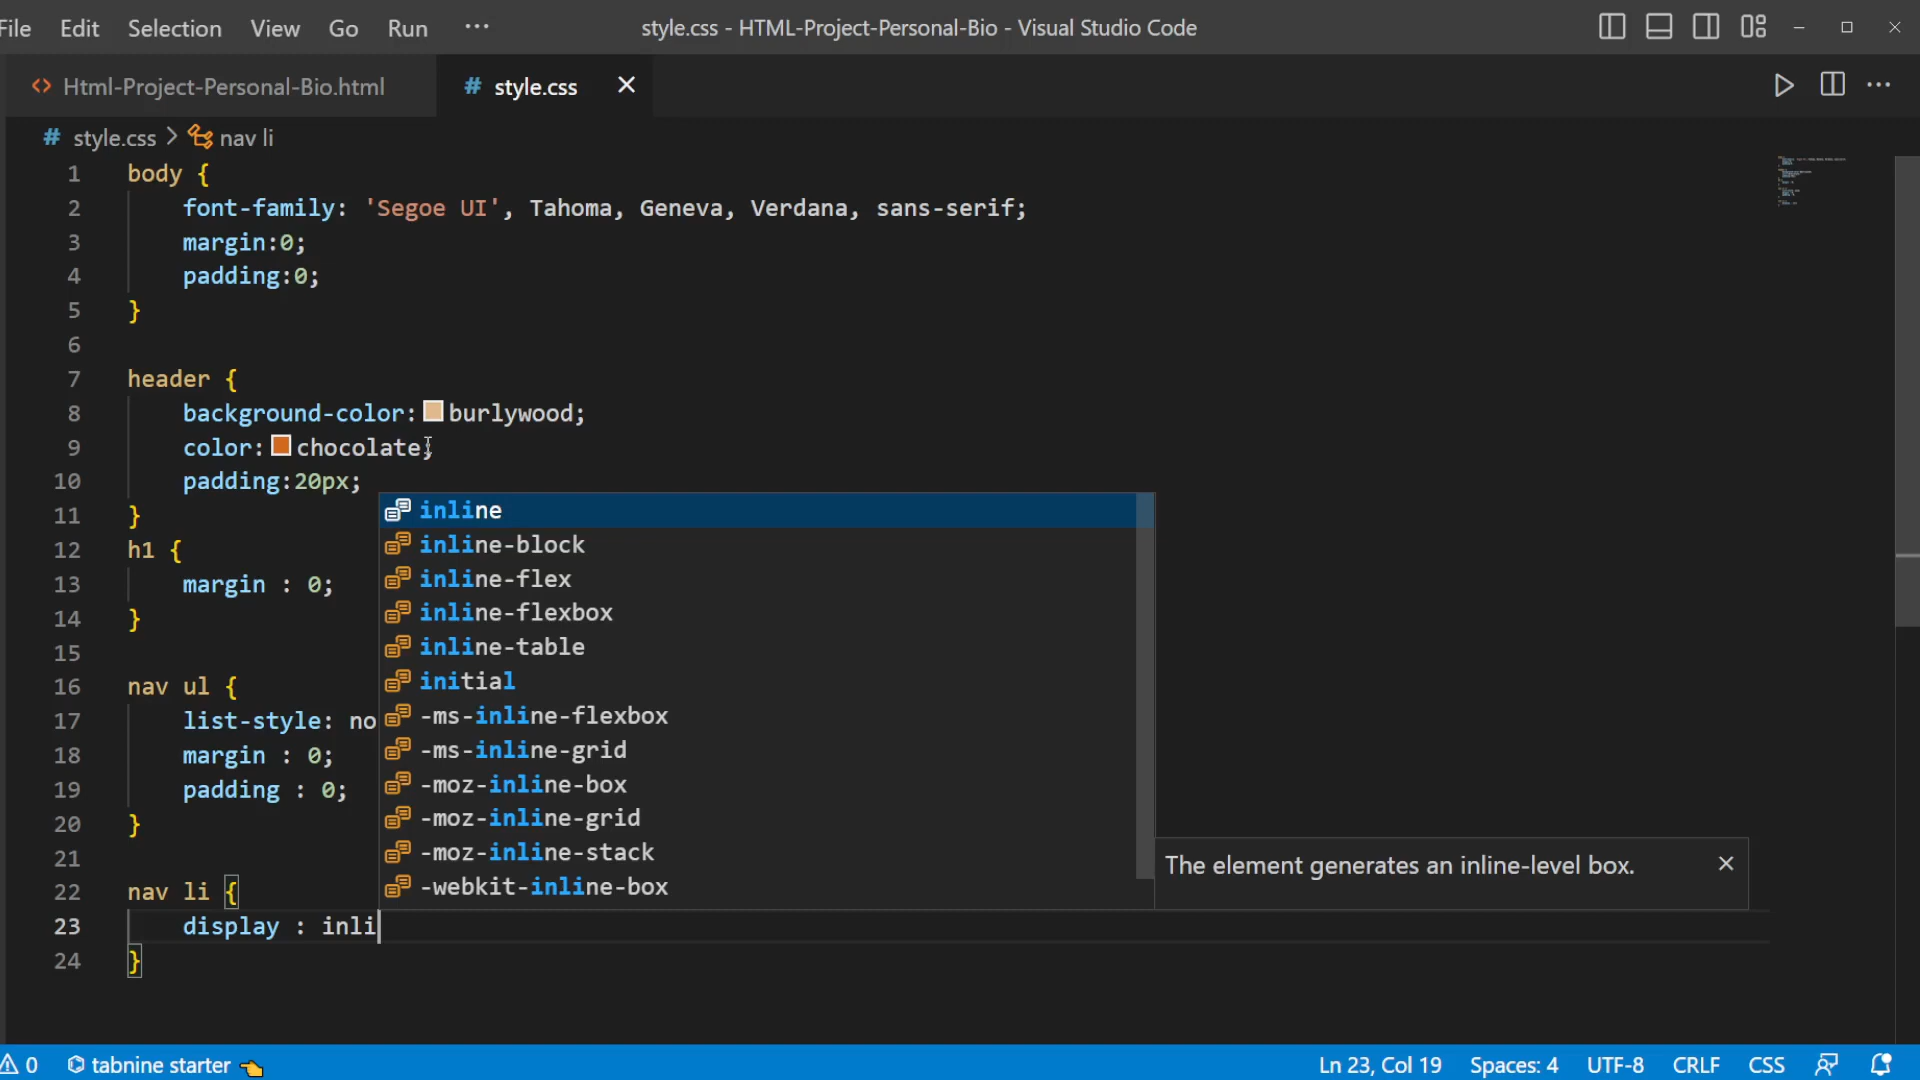 File Edit Selection View Go Run ··· style.css - HTML-Project-Personal-Bio - Visual Studio Code
<> Html-Project-Personal-Bio.html # style.css
# style.css > nav li
1 body {
2 font-family: 'Segoe UI', Tahoma, Geneva, Verdana, sans-serif;
3 margin:0;
4 padding:0;
5 }
6
7 header {
8 background-color: burlywood;
9 color: chocolate;
10 padding:20px;
11 }
12 h1 {
13 margin : 0;
14 }
15
16 nav ul {
17 list-style: no
18 margin : 0;
19 padding : 0;
20 }
21
22 nav li {
23 display : inli
24 }
inline
inline-block
inline-flex
inline-flexbox
inline-table
initial
-ms-inline-flexbox
-ms-inline-grid
-moz-inline-box
-moz-inline-grid
-moz-inline-stack
-webkit-inline-box
The element generates an inline-level box.
0 tabnine starter Ln 23, Col 19 Spaces: 4 UTF-8 CRLF CSS